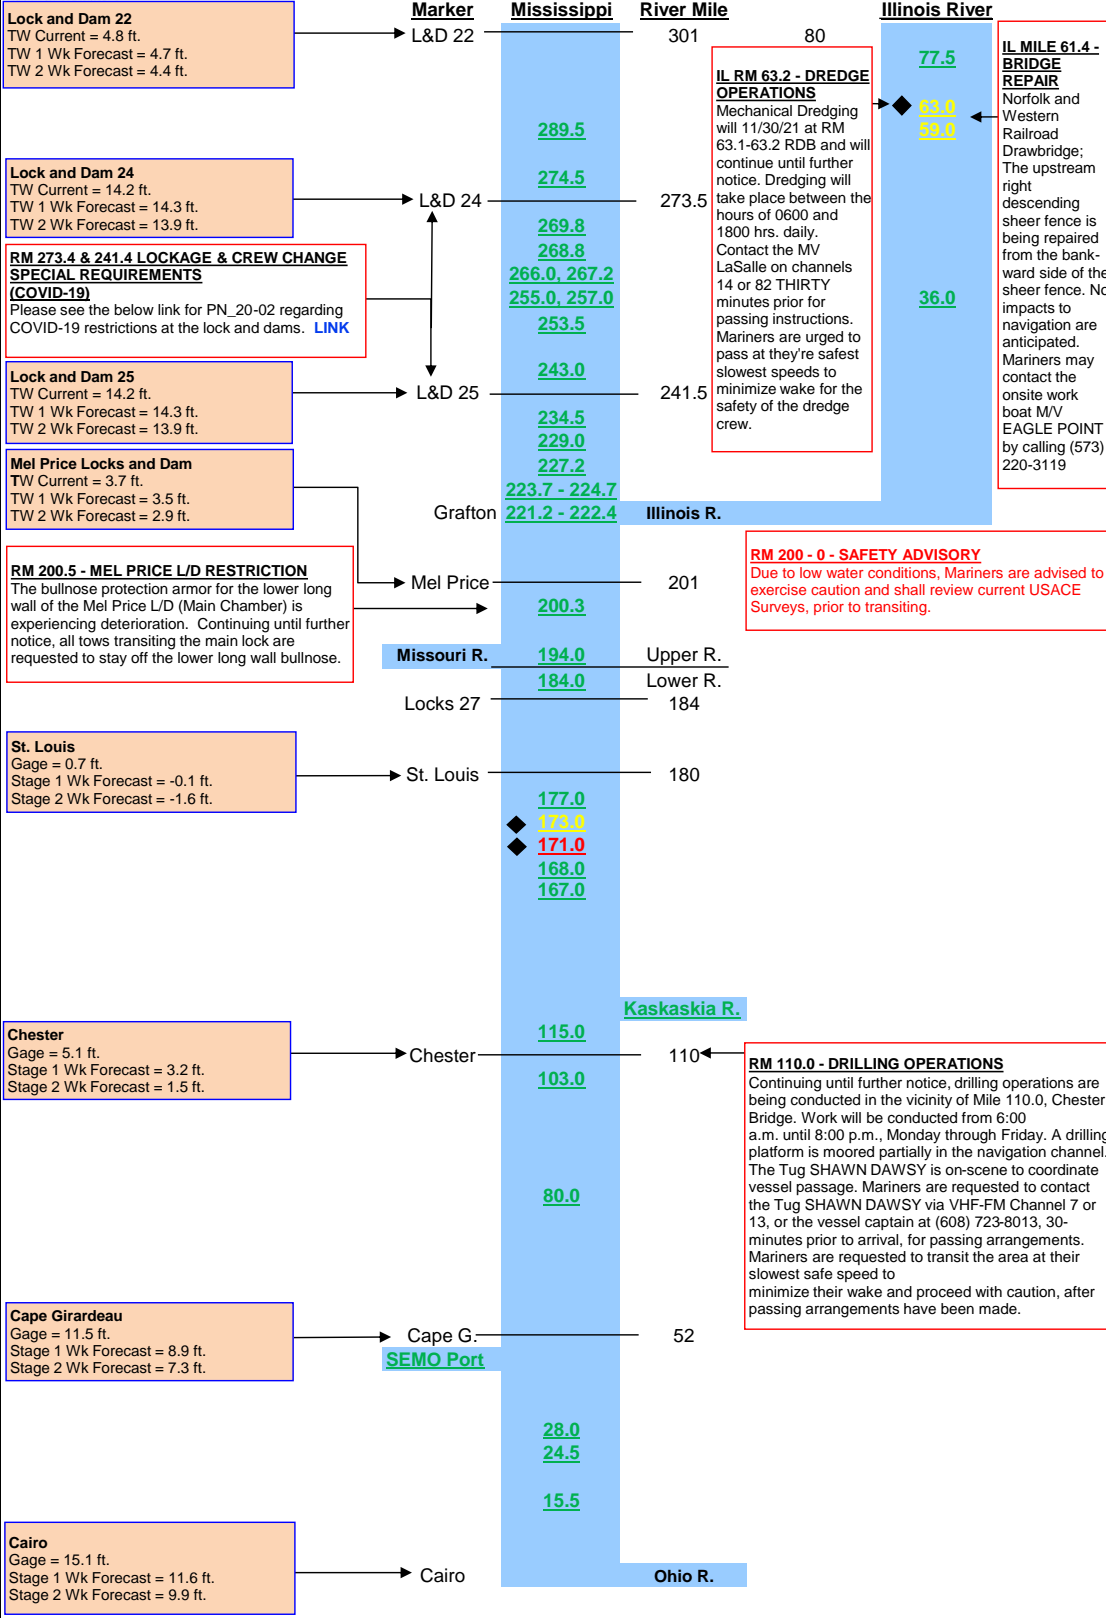 Marker
Mississippi
River Mile
Illinois River
Lock and Dam 22
TW Current = 4.8 ft.
TW 1 Wk Forecast = 4.7 ft.
TW 2 Wk Forecast = 4.4 ft.
L&D 22
301
80
77.5
63.0
59.0
36.0
IL RM 63.2 - DREDGE
OPERATIONS
Mechanical Dredging
will 11/30/21 at RM
63.1-63.2 RDB and will
continue until further
notice. Dredging will
take place between the
hours of 0600 and
1800 hrs. daily.
Contact the MV
LaSalle on channels
14 or 82 THIRTY
minutes prior for
passing instructions.
Mariners are urged to
pass at they're safest
slowest speeds to
minimize wake for the
safety of the dredge
crew.
IL MILE 61.4 -
BRIDGE
REPAIR
Norfolk and
Western
Railroad
Drawbridge;
The upstream
right
descending
sheer fence is
being repaired
from the bank-
ward side of the
sheer fence. No
impacts to
navigation are
anticipated.
Mariners may
contact the
onsite work
boat M/V
EAGLE POINT
by calling (573)
220-3119
289.5
274.5
Lock and Dam 24
TW Current = 14.2 ft.
TW 1 Wk Forecast = 14.3 ft.
TW 2 Wk Forecast = 13.9 ft.
L&D 24
273.5
269.8
268.8
266.0, 267.2
255.0, 257.0
253.5
243.0
RM 273.4 & 241.4 LOCKAGE & CREW CHANGE
SPECIAL REQUIREMENTS
(COVID-19)
Please see the below link for PN_20-02 regarding
COVID-19 restrictions at the lock and dams. LINK
Lock and Dam 25
TW Current = 14.2 ft.
TW 1 Wk Forecast = 14.3 ft.
TW 2 Wk Forecast = 13.9 ft.
L&D 25
241.5
234.5
229.0
227.2
223.7 - 224.7
Grafton
221.2 - 222.4
Illinois R.
Mel Price Locks and Dam
TW Current = 3.7 ft.
TW 1 Wk Forecast = 3.5 ft.
TW 2 Wk Forecast = 2.9 ft.
Mel Price
201
RM 200 - 0 - SAFETY ADVISORY
Due to low water conditions, Mariners are advised to
exercise caution and shall review current USACE
Surveys, prior to transiting.
RM 200.5 - MEL PRICE L/D RESTRICTION
The bullnose protection armor for the lower long
wall of the Mel Price L/D (Main Chamber) is
experiencing deterioration. Continuing until further
notice, all tows transiting the main lock are
requested to stay off the lower long wall bullnose.
200.3
Missouri R.
194.0
Upper R.
184.0
Lower R.
Locks 27
184
St. Louis
Gage = 0.7 ft.
Stage 1 Wk Forecast = -0.1 ft.
Stage 2 Wk Forecast = -1.6 ft.
St. Louis
180
177.0
173.0
171.0
168.0
167.0
Kaskaskia R.
115.0
Chester
Gage = 5.1 ft.
Stage 1 Wk Forecast = 3.2 ft.
Stage 2 Wk Forecast = 1.5 ft.
Chester
110
103.0
80.0
RM 110.0 - DRILLING OPERATIONS
Continuing until further notice, drilling operations are
being conducted in the vicinity of Mile 110.0, Chester
Bridge. Work will be conducted from 6:00
a.m. until 8:00 p.m., Monday through Friday. A drilling
platform is moored partially in the navigation channel.
The Tug SHAWN DAWSY is on-scene to coordinate
vessel passage. Mariners are requested to contact
the Tug SHAWN DAWSY via VHF-FM Channel 7 or
13, or the vessel captain at (608) 723-8013, 30-
minutes prior to arrival, for passing arrangements.
Mariners are requested to transit the area at their
slowest safe speed to
minimize their wake and proceed with caution, after
passing arrangements have been made.
Cape Girardeau
Gage = 11.5 ft.
Stage 1 Wk Forecast = 8.9 ft.
Stage 2 Wk Forecast = 7.3 ft.
Cape G.
52
SEMO Port
28.0
24.5
15.5
Cairo
Gage = 15.1 ft.
Stage 1 Wk Forecast = 11.6 ft.
Stage 2 Wk Forecast = 9.9 ft.
Cairo
Ohio R.